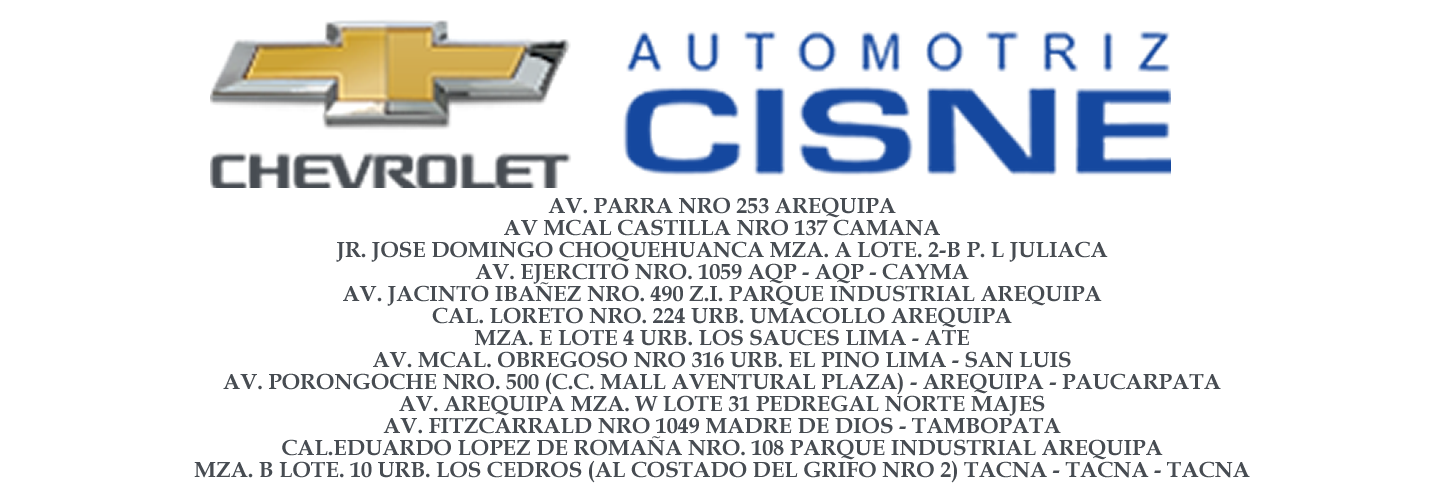 CHEVROLET
AUTOMOTRIZ
CISNE
AV. PARRA NRO 253 AREQUIPA
AV MCAL CASTILLA NRO 137 CAMANA
JR. JOSE DOMINGO CHOQUEHUANCA MZA. A LOTE. 2-B P. L JULIACA
AV. EJERCITO NRO. 1059 AQP - AQP - CAYMA
AV. JACINTO IBAÑEZ NRO. 490 Z.I. PARQUE INDUSTRIAL AREQUIPA
CAL. LORETO NRO. 224 URB. UMACOLLO AREQUIPA
MZA. E LOTE 4 URB. LOS SAUCES LIMA - ATE
AV. MCAL. OBREGOSO NRO 316 URB. EL PINO LIMA - SAN LUIS
AV. PORONGOCHE NRO. 500 (C.C. MALL AVENTURAL PLAZA) - AREQUIPA - PAUCARPATA
AV. AREQUIPA MZA. W LOTE 31 PEDREGAL NORTE MAJES
AV. FITZCARRALD NRO 1049 MADRE DE DIOS - TAMBOPATA
CAL.EDUARDO LOPEZ DE ROMAÑA NRO. 108 PARQUE INDUSTRIAL AREQUIPA
MZA. B LOTE. 10 URB. LOS CEDROS (AL COSTADO DEL GRIFO NRO 2) TACNA - TACNA - TACNA